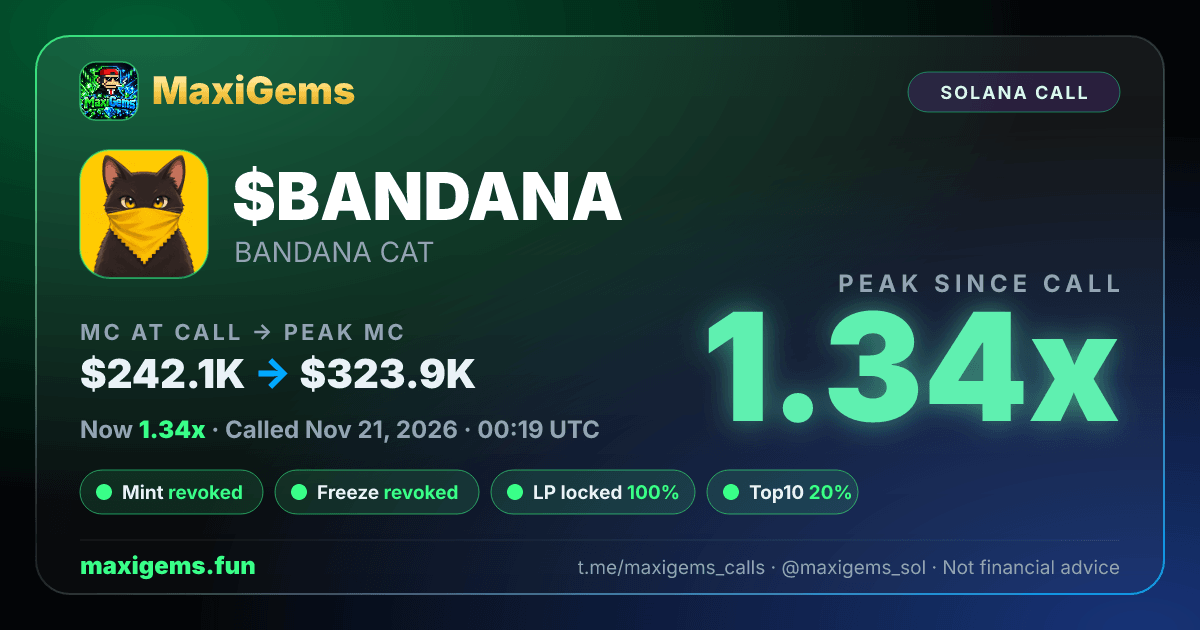 MaxiGems
MaxiGems
SOLANA CALL
$BANDANA
BANDANA CAT
PEAK SINCE CALL
1.34x
MC AT CALL → PEAK MC
$242.1K → $323.9K
Now 1.34x · Called Nov 21, 2026 · 00:19 UTC
Mint revoked
Freeze revoked
LP locked 100%
Top10 20%
maxigems.fun
t.me/maxigems_calls · @maxigems_sol · Not financial advice